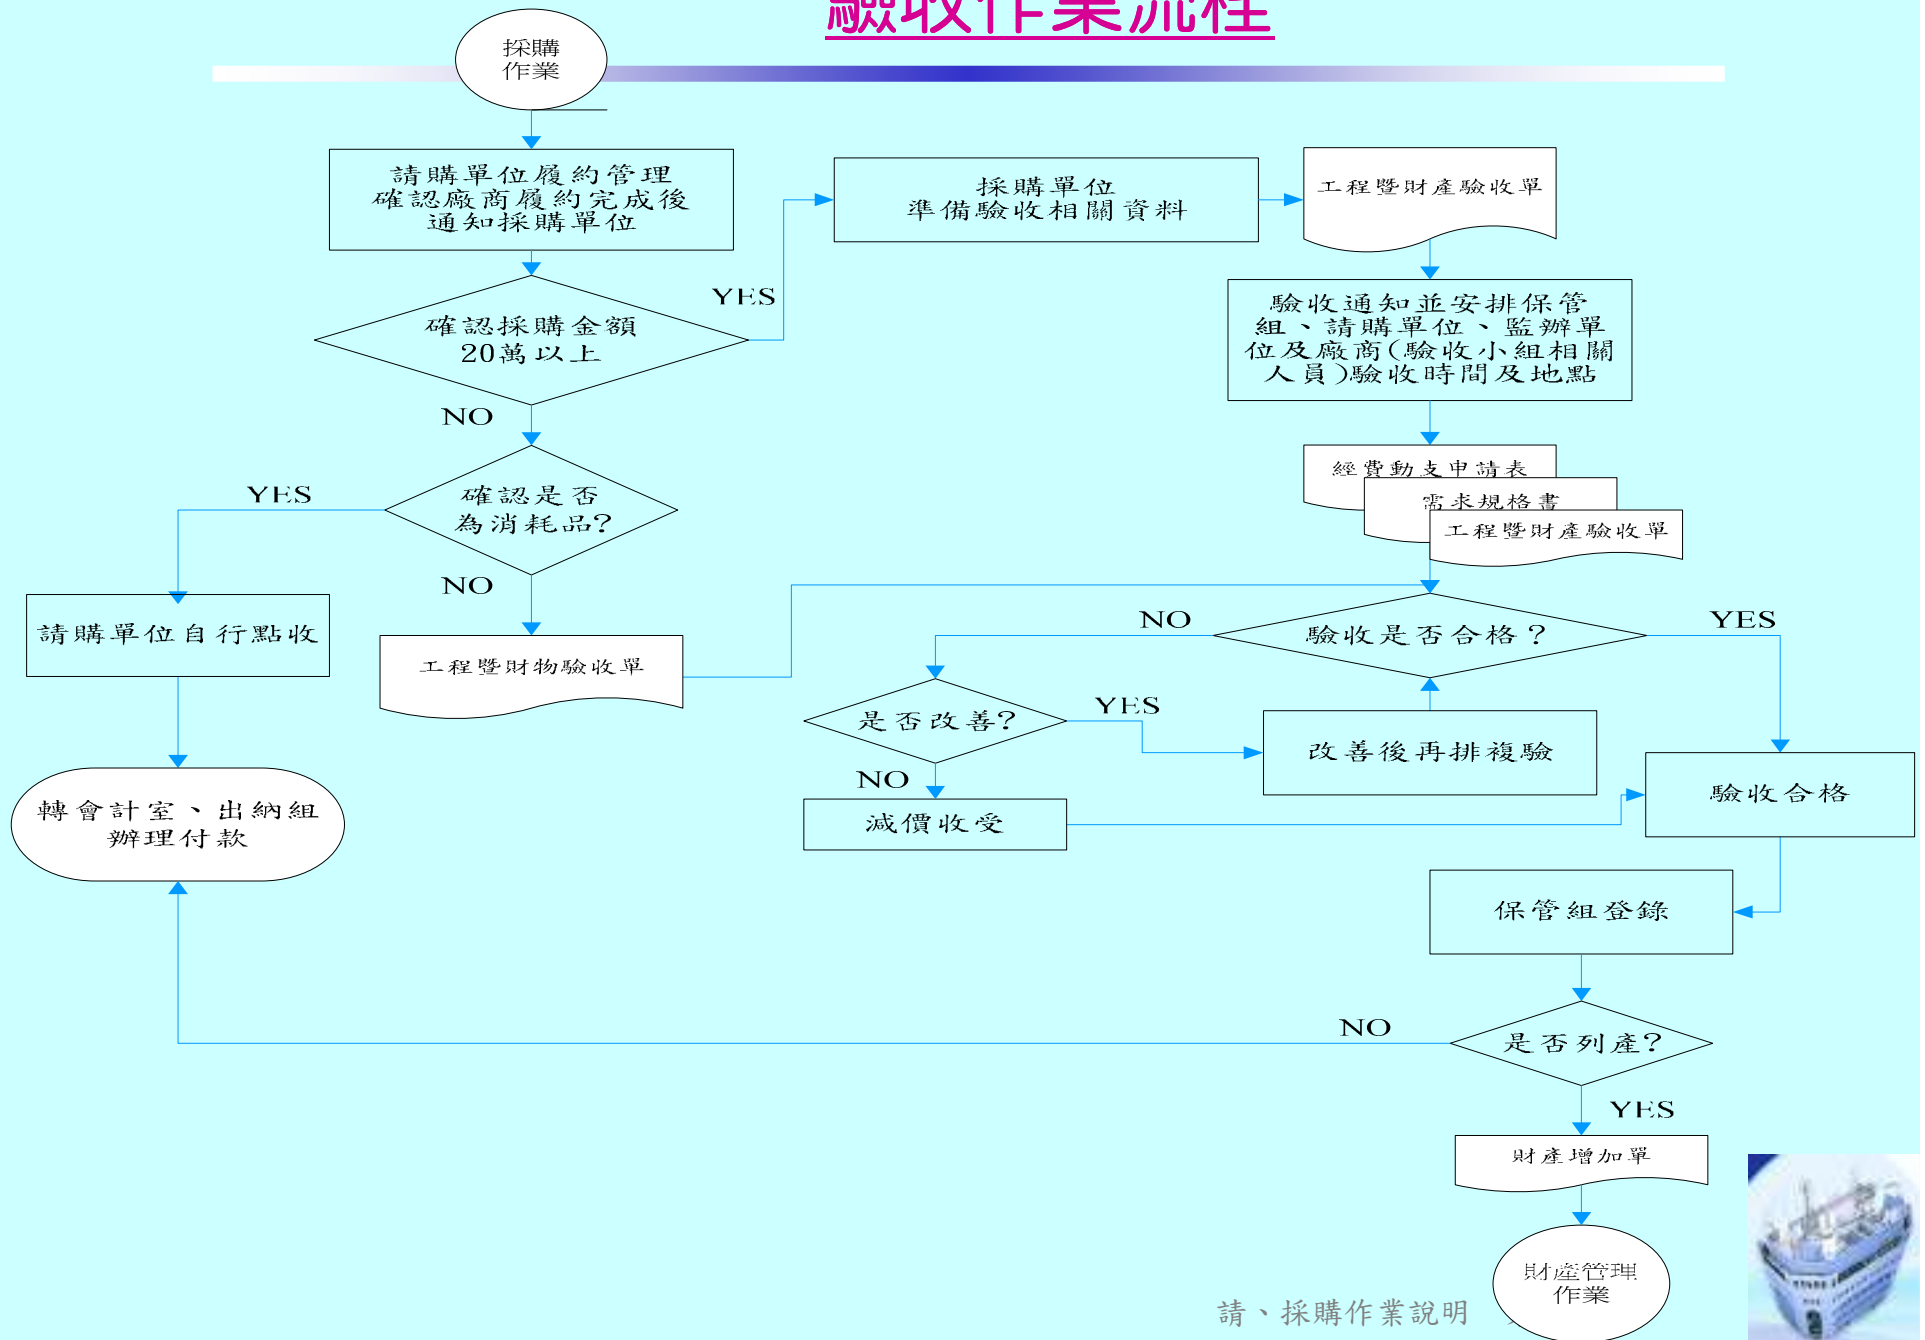 驗收作業流程
採購
作業
請購單位履約管理
確認廠商履約完成後
通知採購單位
採購單位
準備驗收相關資料
工程暨財產驗收單
YES
確認採購金額
20萬以上
驗收通知並安排保管
組、請購單位、監辦單
位及廠商(驗收小組相關
人員)驗收時間及地點
NO
經費動支申請表
需求規格書
工程暨財產驗收單
YES
確認是否
為消耗品?
NO
請購單位自行點收
工程暨財物驗收單
NO
驗收是否合格？
YES
是否改善?
YES
改善後再排複驗
NO
減價收受
驗收合格
轉會計室、出納組
辦理付款
保管組登錄
NO
是否列產?
YES
財產增加單
財產管理
作業
請、採購作業說明